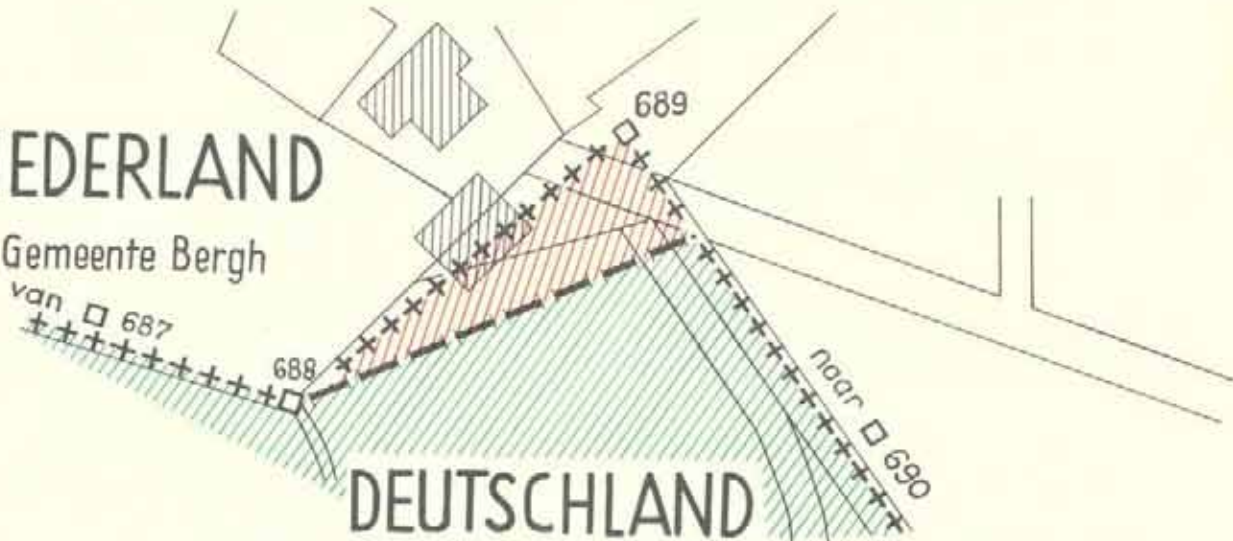 689
EDERLAND
Gemeente Bergh
van 687
688
naar 690
DEUTSCHLAND